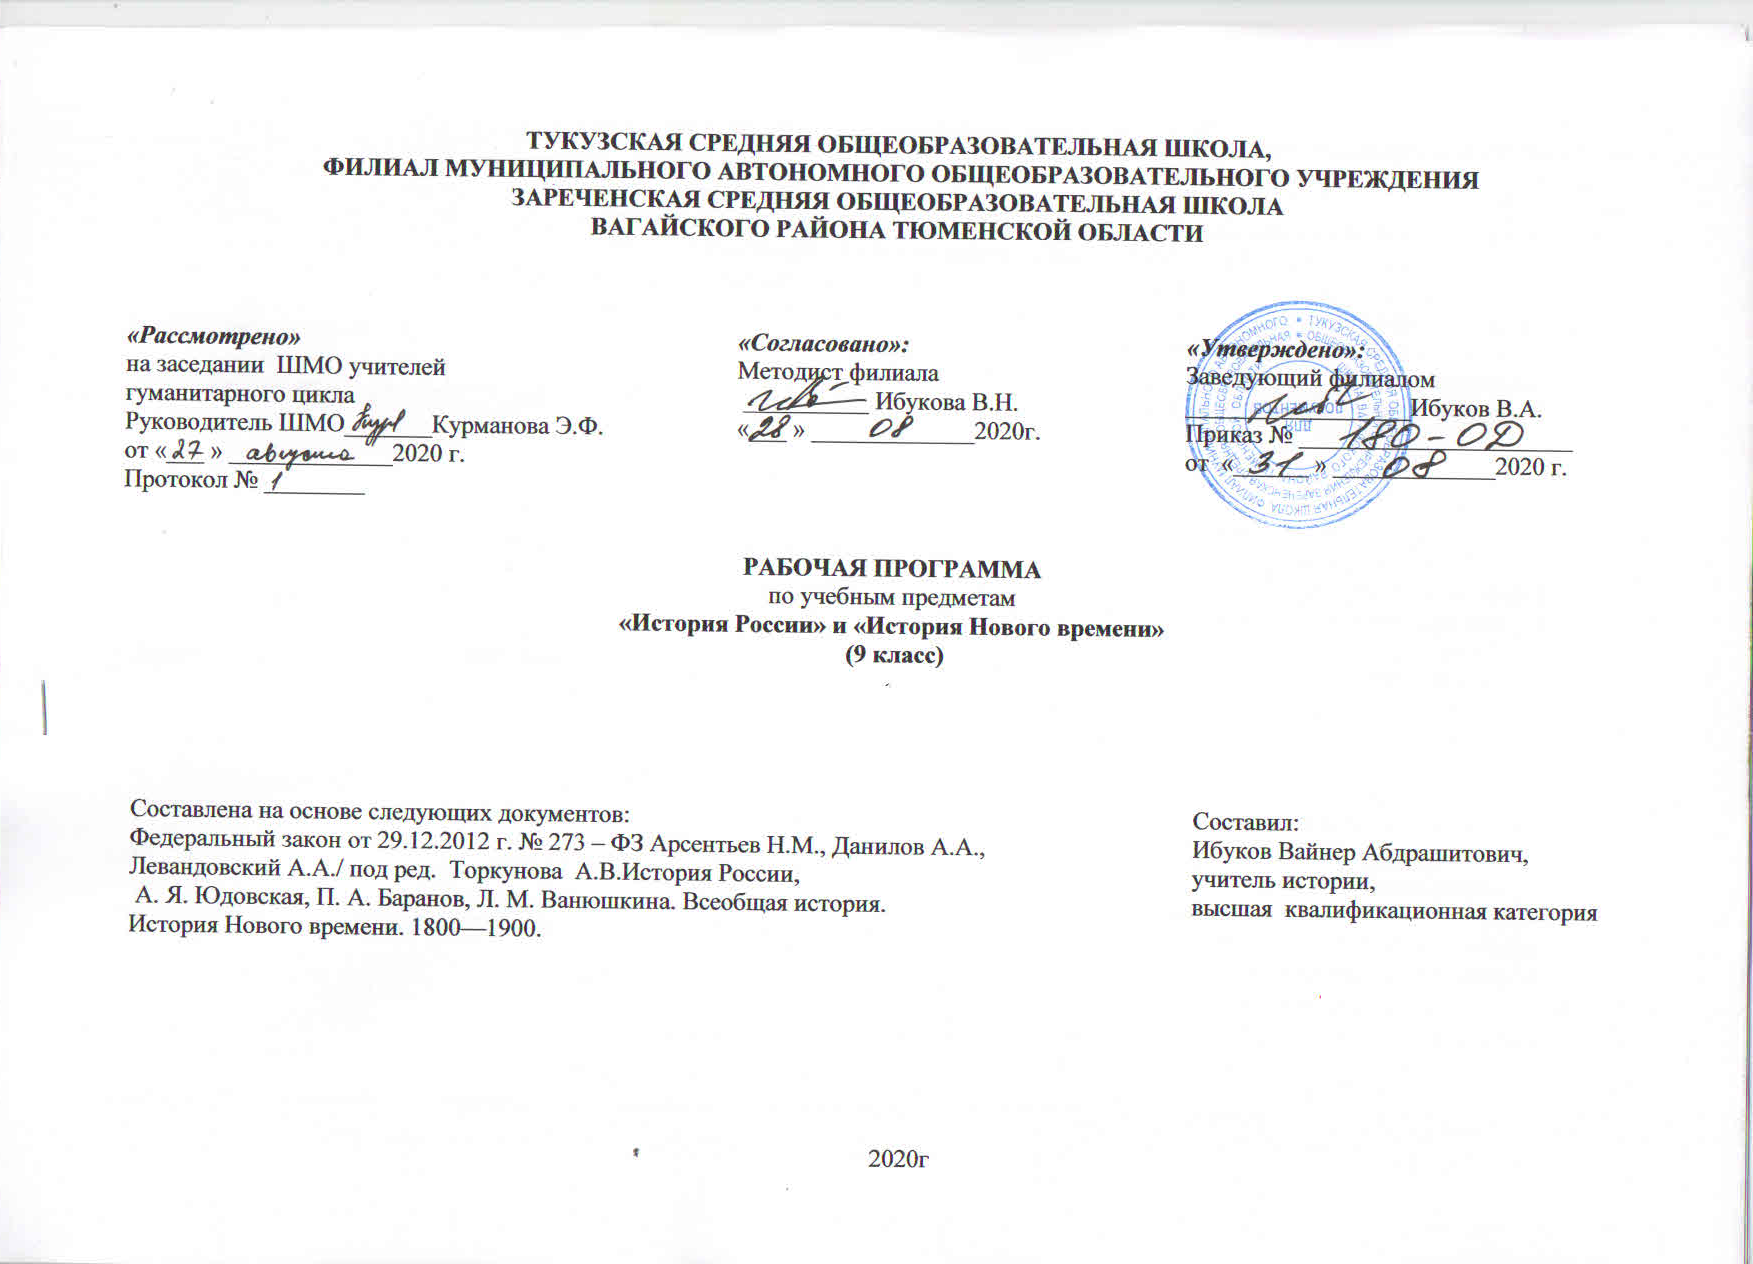 ТУКУЗСКАЯ СРЕДНЯЯ ОБЩЕОБРАЗОВАТЕЛЬНАЯ ШКОЛА,
ФИЛИАЛ МУНИЦИПАЛЬНОГО АВТОНОМНОГО ОБЩЕОБРАЗОВАТЕЛЬНОГО УЧРЕЖДЕНИЯ
ЗАРЕЧЕНСКАЯ СРЕДНЯЯ ОБЩЕОБРАЗОВАТЕЛЬНАЯ ШКОЛА
ВАГАЙСКОГО РАЙОНА ТЮМЕНСКОЙ ОБЛАСТИ
«Рассмотрено»
на заседании ШМО учителей
гуманитарного цикла
Руководитель ШМО_______Курманова Э.Ф.
от «27» августа 2020 г.
Протокол № 1
«Согласовано»:
Методист филиала
__________ Ибукова В.Н.
«28» 08 2020г.
«Утверждено»:
Заведующий филиалом
__________Ибуков В.А.
Приказ № 180-ОД
от «31» 08 2020 г.
РАБОЧАЯ ПРОГРАММА
по учебным предметам
«История России» и «История Нового времени»
(9 класс)
Составлена на основе следующих документов:
Федеральный закон от 29.12.2012 г. № 273 – ФЗ Арсентьев Н.М., Данилов А.А.,
Левандовский А.А./ под ред. Торкунова А.В.История России,
А. Я. Юдовская, П. А. Баранов, Л. М. Ванюшкина. Всеобщая история.
История Нового времени. 1800—1900.
Составил:
Ибуков Вайнер Абдрашитович,
учитель истории,
высшая квалификационная категория
2020г